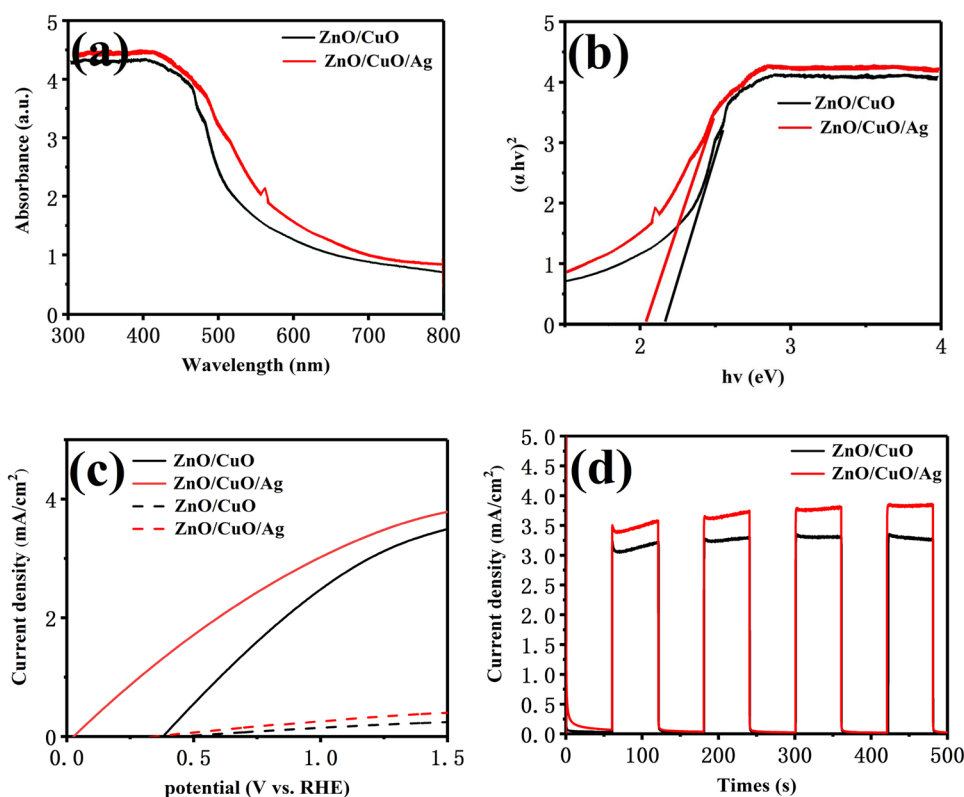 (a)
ZnO/CuO
ZnO/CuO/Ag
Absorbance (a.u.)
5
4
3
2
1
0
300 400 500 600 700 800
Wavelength (nm)
(b)
ZnO/CuO
ZnO/CuO/Ag
(α hν)²
5
4
3
2
1
0
2 3 4
hν (eV)
(c)
ZnO/CuO
ZnO/CuO/Ag
ZnO/CuO
ZnO/CuO/Ag
Current density (mA/cm²)
4
2
0
0.0 0.5 1.0 1.5
potential (V vs. RHE)
(d)
ZnO/CuO
ZnO/CuO/Ag
Current density (mA/cm²)
5.0
4.5
4.0
3.5
3.0
2.5
2.0
1.5
1.0
0.5
0.0
0 100 200 300 400 500
Times (s)